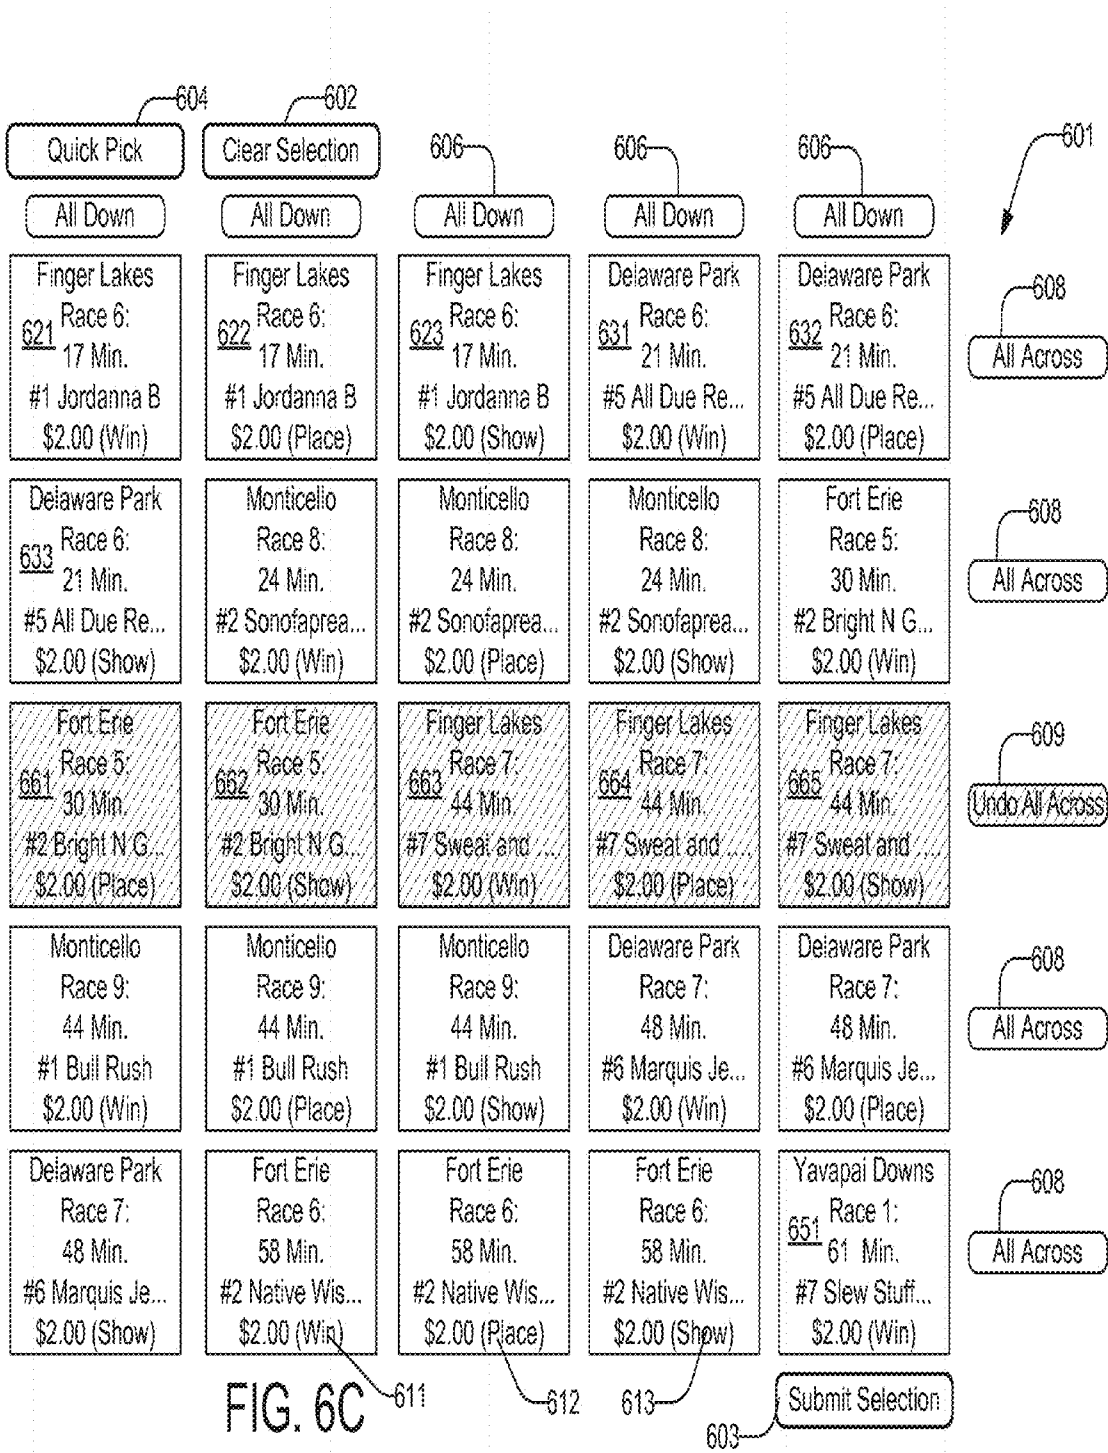 604
602
Quick Pick
Clear Selection
606
606
606
601
All Down
All Down
All Down
All Down
All Down
Finger Lakes
621 Race 6:
17 Min.
#1 Jordanna B
$2.00 (Win)
Finger Lakes
622 Race 6:
17 Min.
#1 Jordanna B
$2.00 (Place)
Finger Lakes
623 Race 6:
17 Min.
#1 Jordanna B
$2.00 (Show)
Delaware Park
631 Race 6:
21 Min.
#5 All Due Re...
$2.00 (Win)
Delaware Park
632 Race 6:
21 Min.
#5 All Due Re...
$2.00 (Place)
608
All Across
Delaware Park
633 Race 6:
21 Min.
#5 All Due Re...
$2.00 (Show)
Monticello
Race 8:
24 Min.
#2 Sonofaprea...
$2.00 (Win)
Monticello
Race 8:
24 Min.
#2 Sonofaprea...
$2.00 (Place)
Monticello
Race 8:
24 Min.
#2 Sonofaprea...
$2.00 (Show)
Fort Erie
Race 5:
30 Min.
#2 Bright N G...
$2.00 (Win)
608
All Across
Fort Erie
661 Race 5:
30 Min.
#2 Bright N G...
$2.00 (Place)
Fort Erie
662 Race 5:
30 Min.
#2 Bright N G...
$2.00 (Show)
Finger Lakes
663 Race 7:
44 Min.
#7 Sweat and ....
$2.00 (Win)
Finger Lakes
664 Race 7:
44 Min.
#7 Sweat and ....
$2.00 (Place)
Finger Lakes
665 Race 7:
44 Min.
#7 Sweat and ....
$2.00 (Show)
609
Undo All Across
Monticello
Race 9:
44 Min.
#1 Bull Rush
$2.00 (Win)
Monticello
Race 9:
44 Min.
#1 Bull Rush
$2.00 (Place)
Monticello
Race 9:
44 Min.
#1 Bull Rush
$2.00 (Show)
Delaware Park
Race 7:
48 Min.
#6 Marquis Je...
$2.00 (Win)
Delaware Park
Race 7:
48 Min.
#6 Marquis Je...
$2.00 (Place)
608
All Across
Delaware Park
Race 7:
48 Min.
#6 Marquis Je...
$2.00 (Show)
Fort Erie
Race 6:
58 Min.
#2 Native Wis...
$2.00 (Win)
Fort Erie
Race 6:
58 Min.
#2 Native Wis...
$2.00 (Place)
Fort Erie
Race 6:
58 Min.
#2 Native Wis...
$2.00 (Show)
Yavapai Downs
651 Race 1:
61 Min.
#7 Slew Stuff...
$2.00 (Win)
608
All Across
611
612
613
Submit Selection
603
FIG. 6C